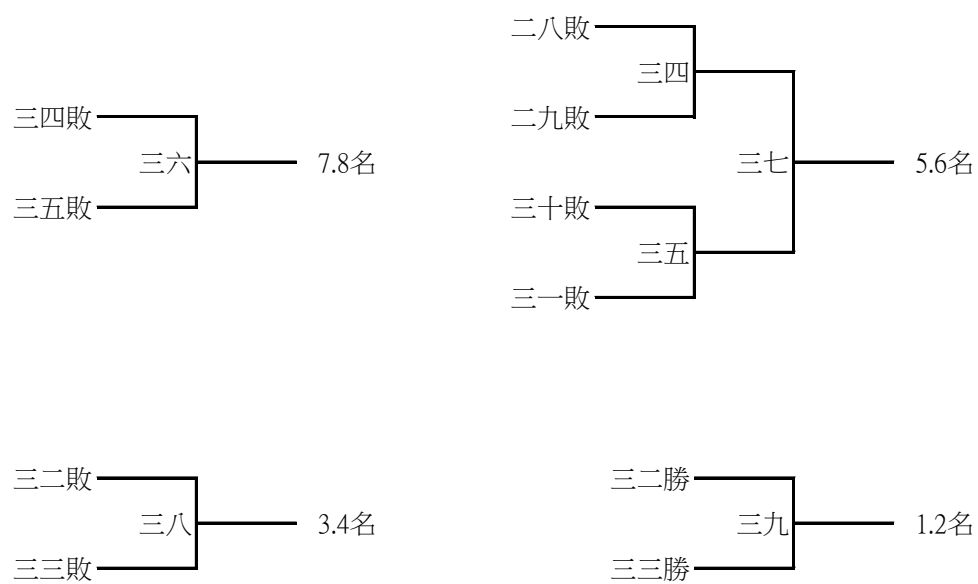 二八敗
三四
二九敗
三七
5.6名
三十敗
三五
三一敗
三四敗
三六
7.8名
三五敗
三二敗
三八
3.4名
三三敗
三二勝
三九
1.2名
三三勝